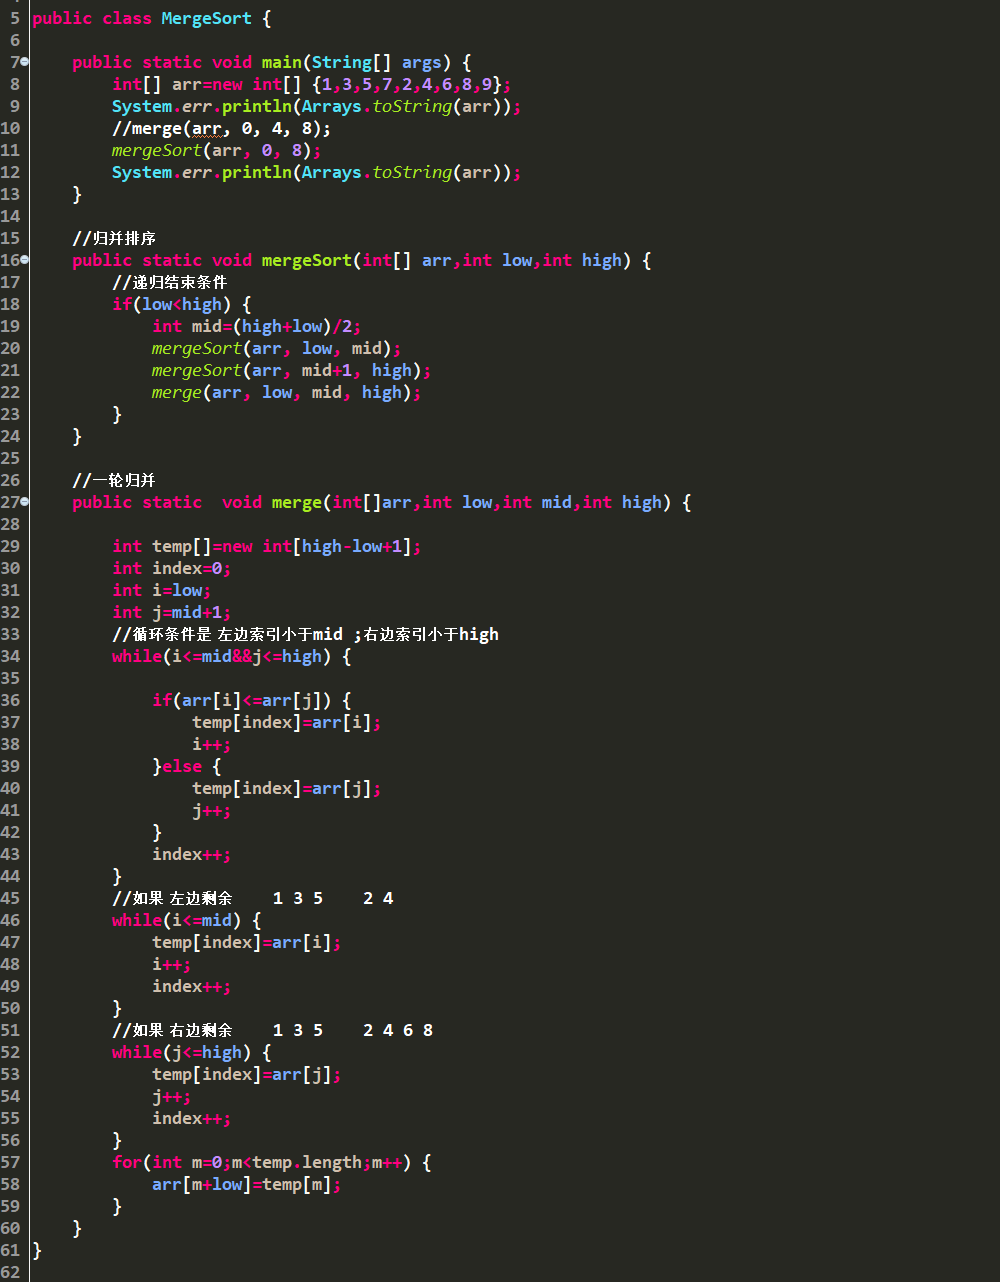 5 public class MergeSort {
6
7 public static void main(String[] args) {
8 int[] arr=new int[] {1,3,5,7,2,4,6,8,9};
9 System.err.println(Arrays.toString(arr));
10 //merge(arr, 0, 4, 8);
11 mergeSort(arr, 0, 8);
12 System.err.println(Arrays.toString(arr));
13 }
14
15 //归并排序
16 public static void mergeSort(int[] arr,int low,int high) {
17 //递归结束条件
18 if(low<high) {
19 int mid=(high+low)/2;
20 mergeSort(arr, low, mid);
21 mergeSort(arr, mid+1, high);
22 merge(arr, low, mid, high);
23 }
24 }
25
26 //一轮归并
27 public static  void merge(int[]arr,int low,int mid,int high) {
28
29 int temp[]=new int[high-low+1];
30 int index=0;
31 int i=low;
32 int j=mid+1;
33 //循环条件是 左边索引小于mid ;右边索引小于high
34 while(i<=mid&&j<=high) {
35
36 if(arr[i]<=arr[j]) {
37 temp[index]=arr[i];
38 i++;
39 }else {
40 temp[index]=arr[j];
41 j++;
42 }
43 index++;
44 }
45 //如果 左边剩余    1 3 5    2 4
46 while(i<=mid) {
47 temp[index]=arr[i];
48 i++;
49 index++;
50 }
51 //如果 右边剩余    1 3 5    2 4 6 8
52 while(j<=high) {
53 temp[index]=arr[j];
54 j++;
55 index++;
56 }
57 for(int m=0;m<temp.length;m++) {
58 arr[m+low]=temp[m];
59 }
60 }
61 }
62